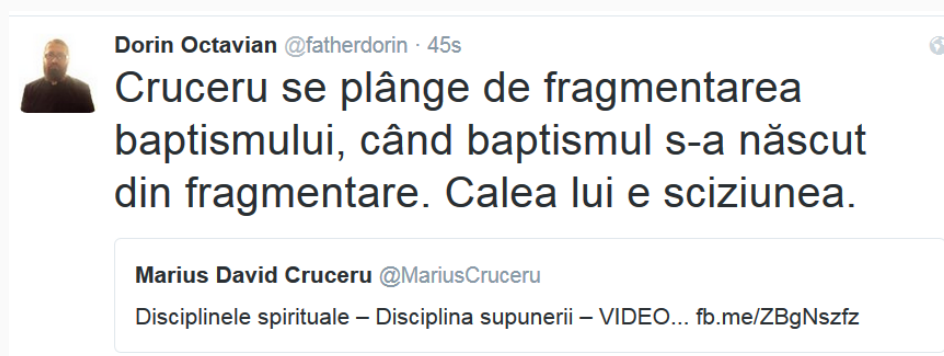 Dorin Octavian @fatherdorin · 45s
Cruceru se plânge de fragmentarea
baptismului, când baptismul s-a născut
din fragmentare. Calea lui e sciziunea.
Marius David Cruceru @MariusCruceru
Disciplinele spirituale – Disciplina supunerii – VIDEO... fb.me/ZBgNszfz